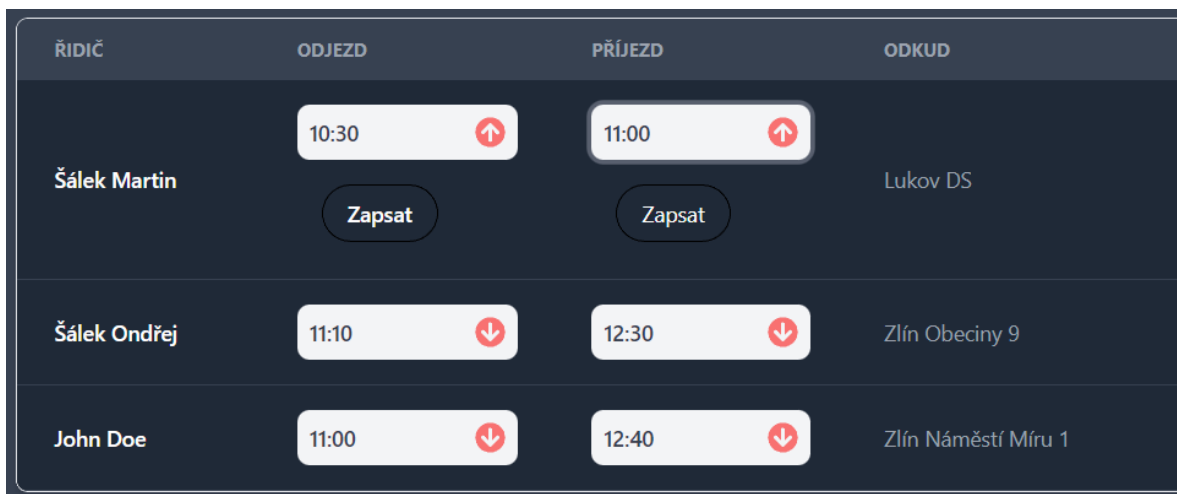 ŘIDIČ ODJEZD PŘÍJEZD ODKUD
10:30 11:00
Šálek Martin Lukov DS
Zapsat Zapsat
Šálek Ondřej 11:10 12:30 Zlín Obeciny 9
John Doe 11:00 12:40 Zlín Náměstí Míru 1